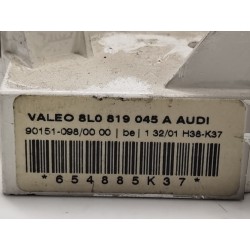 VALEO 8L0 819 045 A AUDI
90151-098/00 00 | be | 1 32/01 H38-K37
*654885K37*